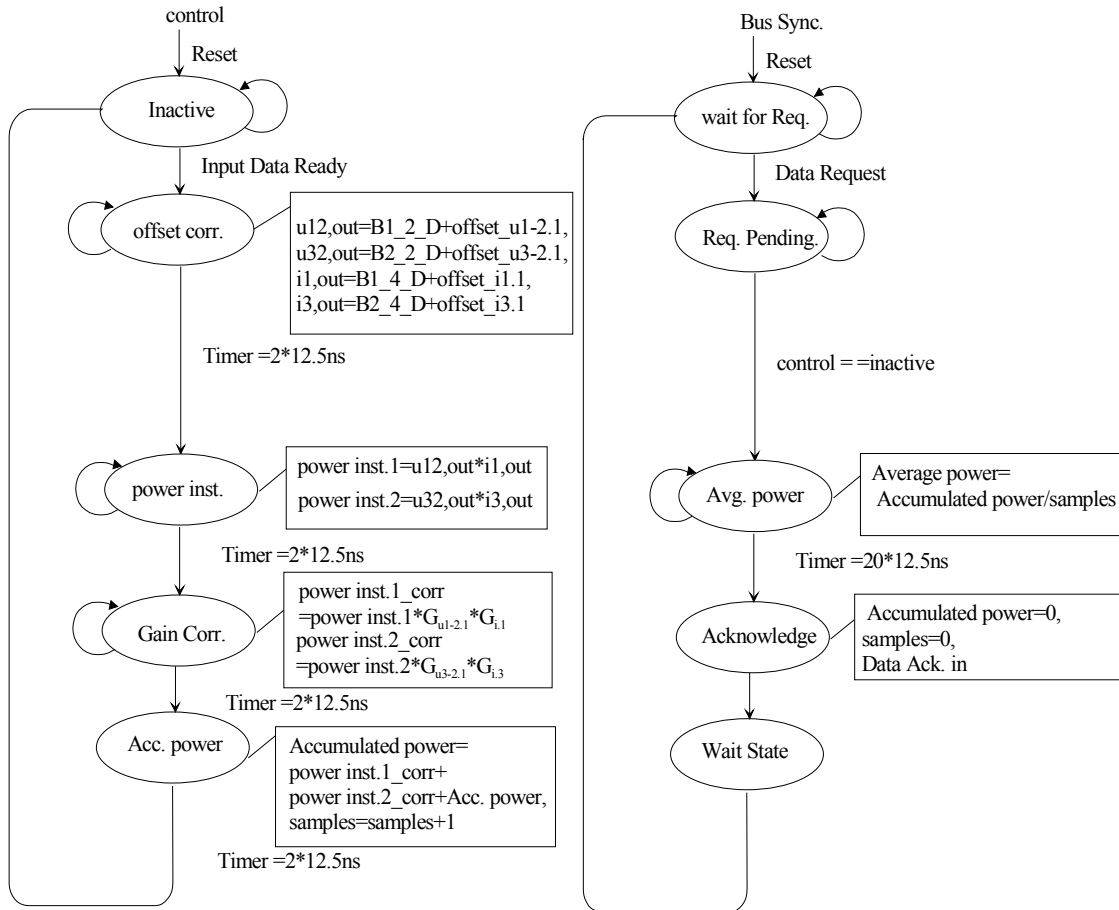 control
Reset
Inactive
Input Data Ready
offset corr.
u12,out=B1_2_D+offset_u1-2.1,
u32,out=B2_2_D+offset_u3-2.1,
i1,out=B1_4_D+offset_i1.1,
i3,out=B2_4_D+offset_i3.1
Timer =2*12.5ns
power inst.
power inst.1=u12,out*i1,out
power inst.2=u32,out*i3,out
Timer =2*12.5ns
Gain Corr.
power inst.1_corr
=power inst.1*Gu1-2.1*Gi.1
power inst.2_corr
=power inst.2*Gu3-2.1*Gi.3
Timer =2*12.5ns
Acc. power
Accumulated power=
power inst.1_corr+
power inst.2_corr+Acc. power,
samples=samples+1
Timer =2*12.5ns
Bus Sync.
Reset
wait for Req.
Data Request
Req. Pending.
control = =inactive
Avg. power
Average power=
Accumulated power/samples
Timer =20*12.5ns
Acknowledge
Accumulated power=0,
samples=0,
Data Ack. in
Wait State